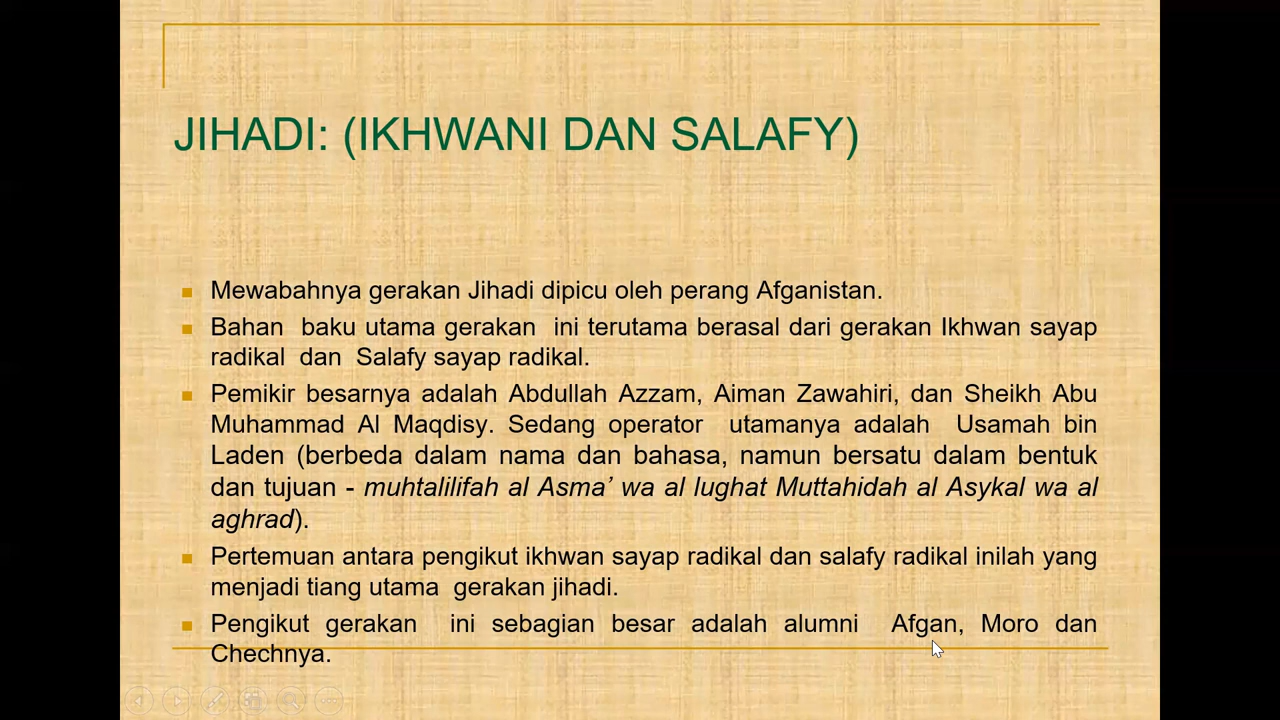 JIHADI: (IKHWANI DAN SALAFY)
Mewabahnya gerakan Jihadi dipicu oleh perang Afganistan.
Bahan baku utama gerakan ini terutama berasal dari gerakan Ikhwan sayap
radikal dan Salafy sayap radikal.
Pemikir besarnya adalah Abdullah Azzam, Aiman Zawahiri, dan Sheikh Abu
Muhammad Al Maqdisy. Sedang operator utamanya adalah Usamah bin
Laden (berbeda dalam nama dan bahasa, namun bersatu dalam bentuk
dan tujuan - muhtalilifah al Asma’ wa al lughat Muttahidah al Asykal wa al
aghrad).
Pertemuan antara pengikut ikhwan sayap radikal dan salafy radikal inilah yang
menjadi tiang utama gerakan jihadi.
Pengikut gerakan ini sebagian besar adalah alumni Afgan, Moro dan
Chechnya.